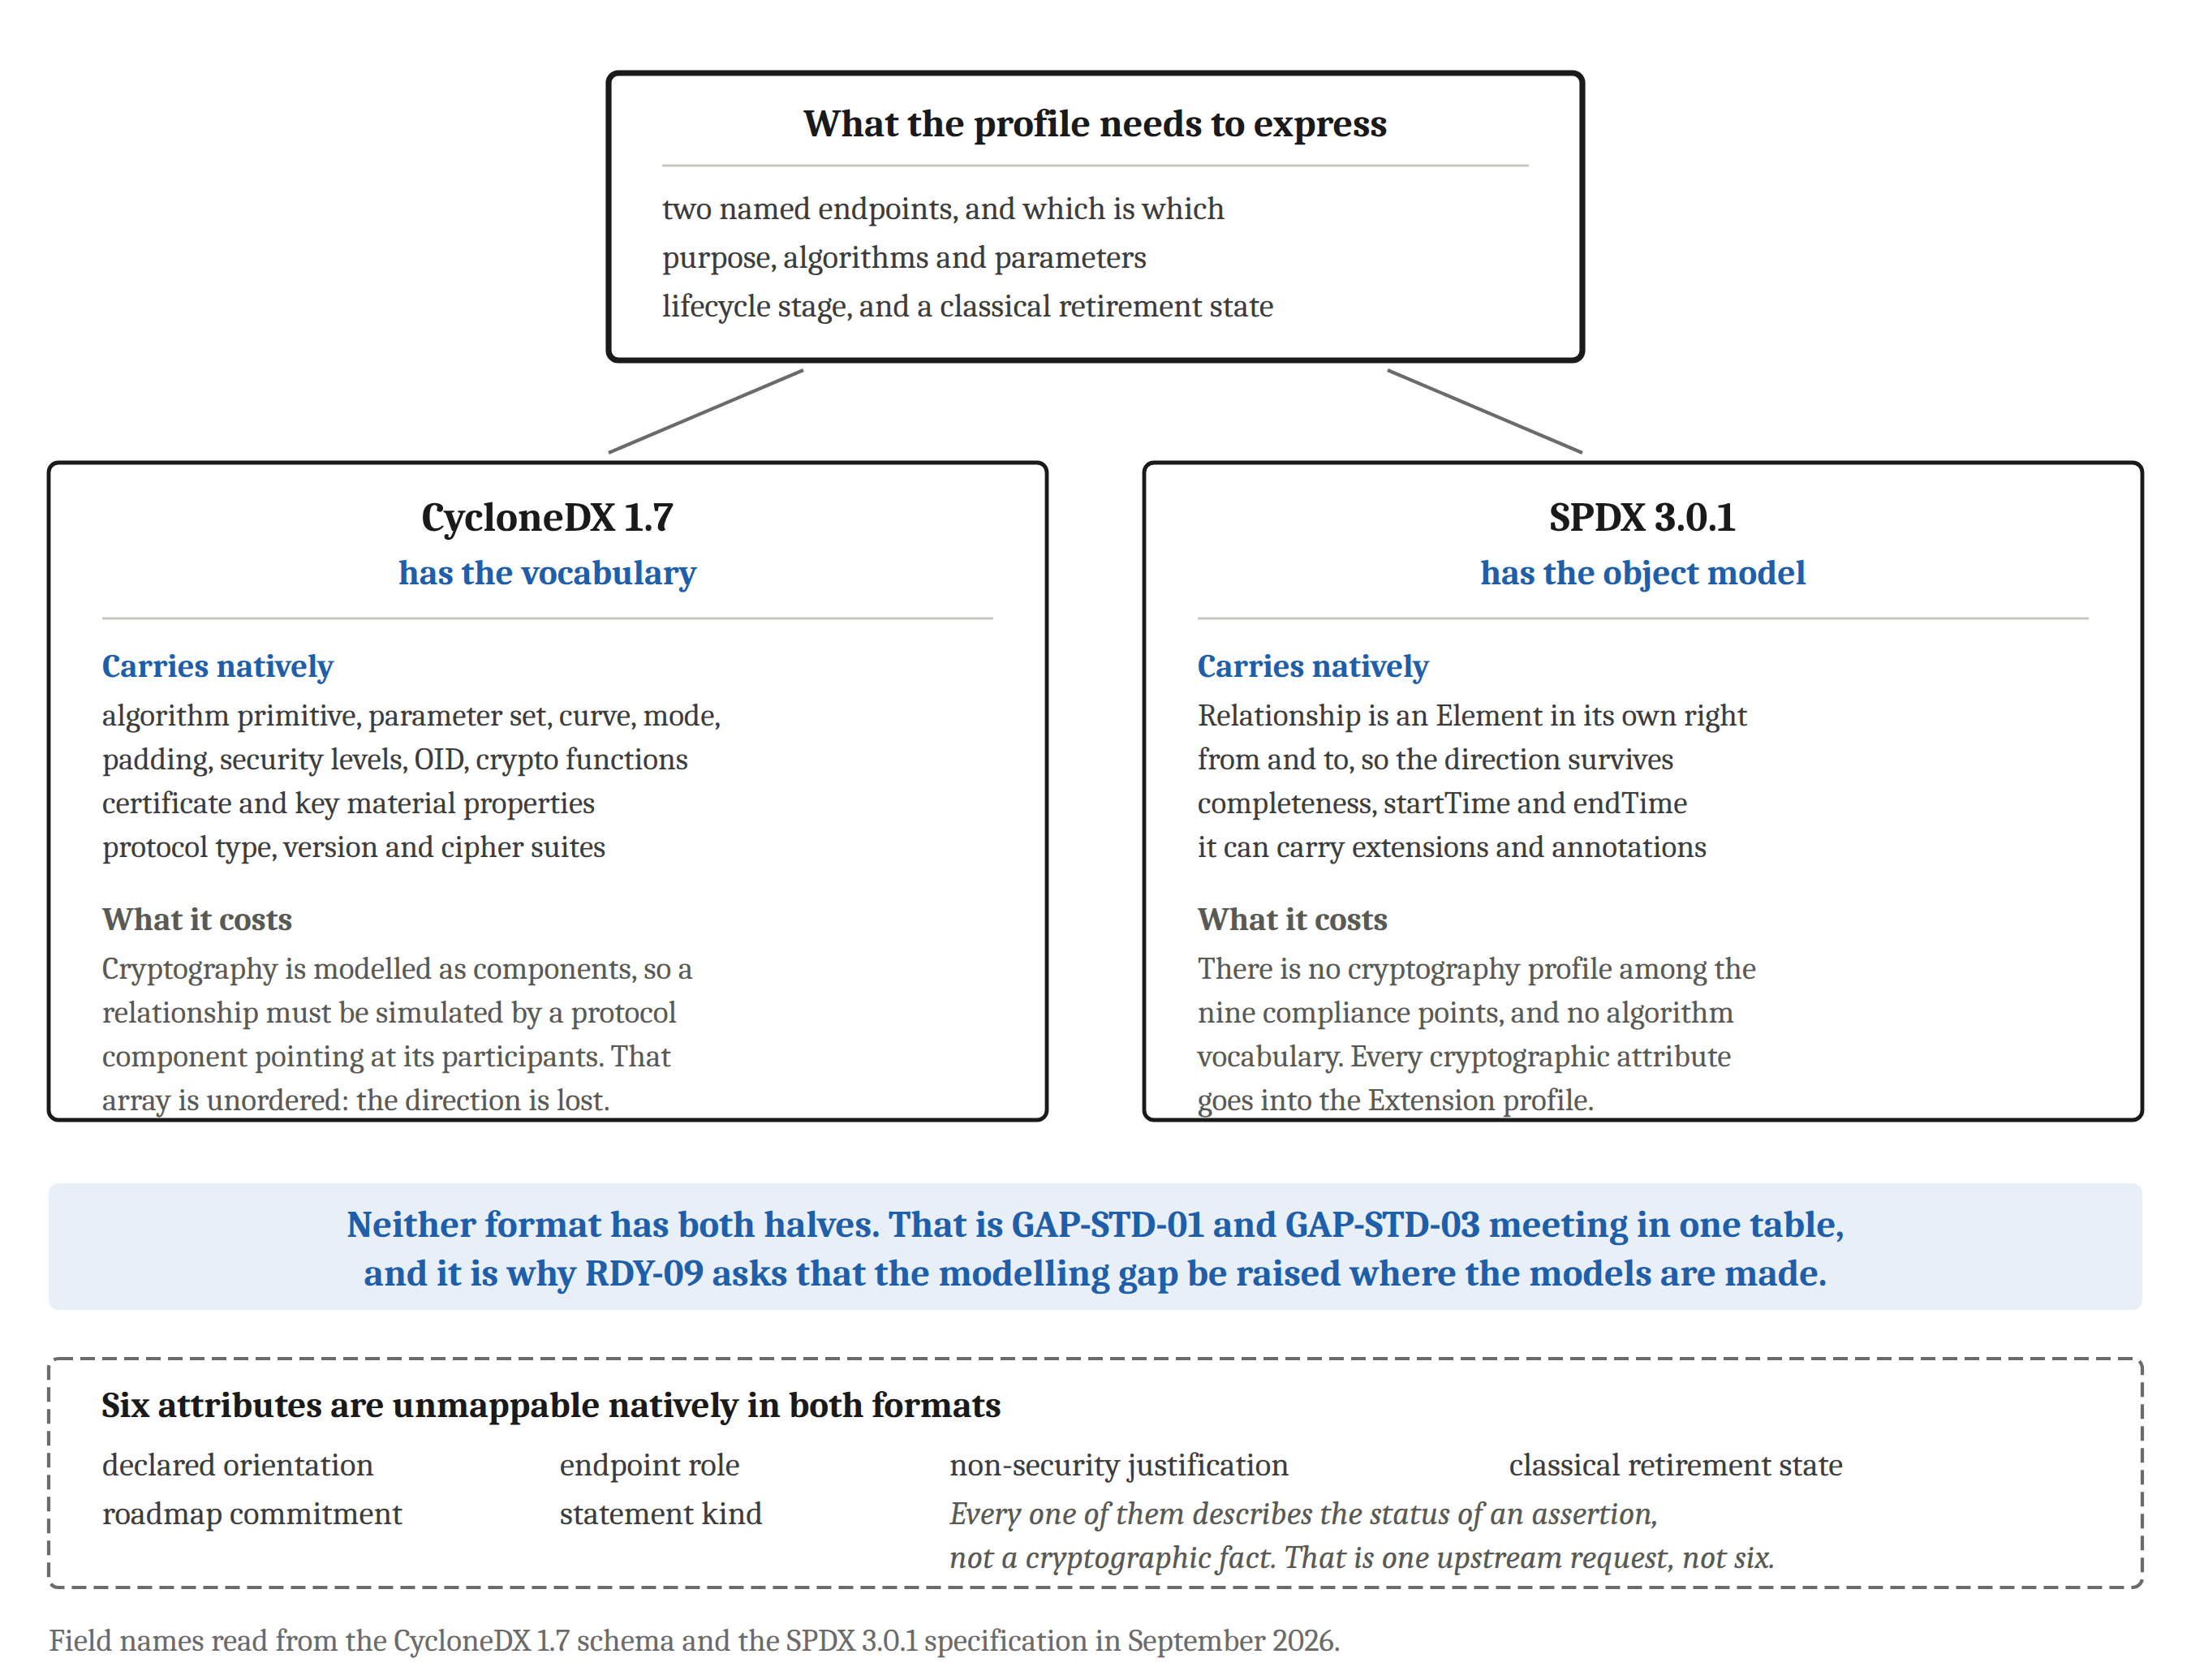 What the profile needs to express
two named endpoints, and which is which
purpose, algorithms and parameters
lifecycle stage, and a classical retirement state
CycloneDX 1.7
has the vocabulary
Carries natively
algorithm primitive, parameter set, curve, mode,
padding, security levels, OID, crypto functions
certificate and key material properties
protocol type, version and cipher suites
What it costs
Cryptography is modelled as components, so a
relationship must be simulated by a protocol
component pointing at its participants. That
array is unordered: the direction is lost.
SPDX 3.0.1
has the object model
Carries natively
Relationship is an Element in its own right
from and to, so the direction survives
completeness, startTime and endTime
it can carry extensions and annotations
What it costs
There is no cryptography profile among the
nine compliance points, and no algorithm
vocabulary. Every cryptographic attribute
goes into the Extension profile.
Neither format has both halves. That is GAP-STD-01 and GAP-STD-03 meeting in one table,
and it is why RDY-09 asks that the modelling gap be raised where the models are made.
Six attributes are unmappable natively in both formats
declared orientation endpoint role non-security justification classical retirement state
roadmap commitment statement kind Every one of them describes the status of an assertion,
not a cryptographic fact. That is one upstream request, not six.
Field names read from the CycloneDX 1.7 schema and the SPDX 3.0.1 specification in September 2026.